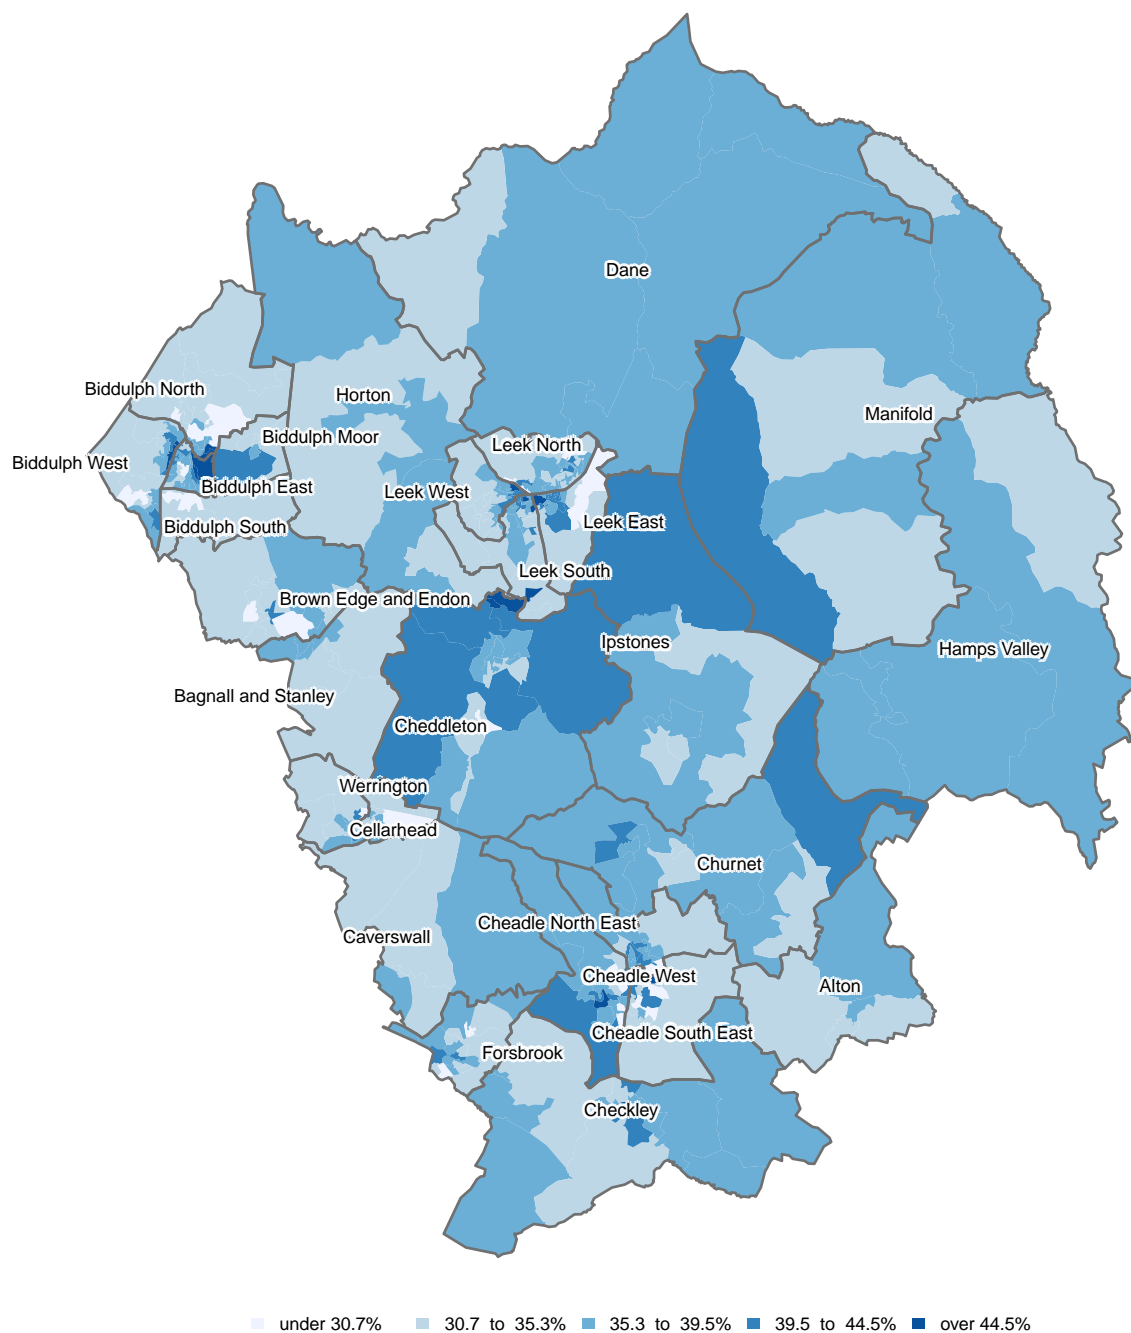 Dane
Biddulph North
Horton
Manifold
Biddulph Moor
Leek North
Biddulph West
Biddulph East
Leek West
Biddulph South
Leek East
Leek South
Brown Edge and Endon
Ipstones
Hamps Valley
Bagnall and Stanley
Cheddleton
Werrington
Cellarhead
Churnet
Cheadle North East
Caverswall
Cheadle West
Alton
Cheadle South East
Forsbrook
Checkley
under 30.7% 30.7 to 35.3% 35.3 to 39.5% 39.5 to 44.5% over 44.5%